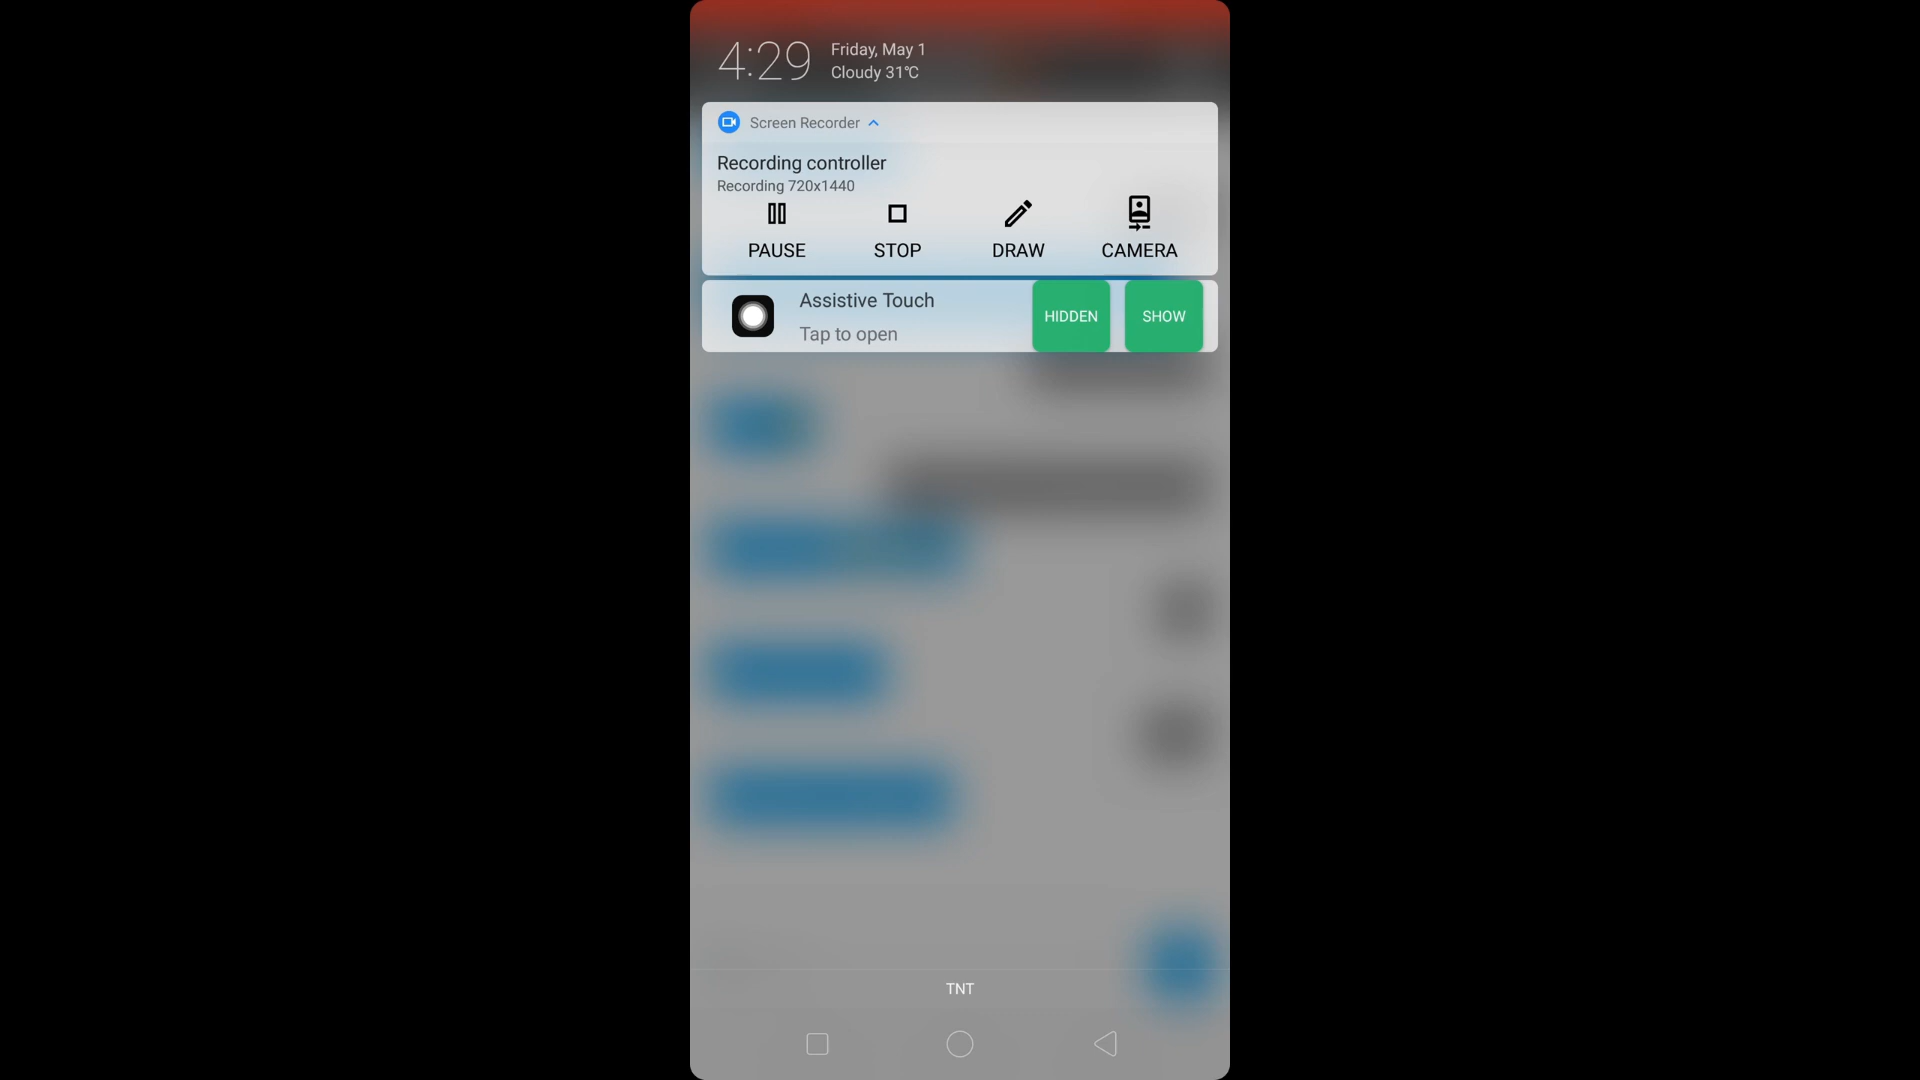 4:29
Friday, May 1
Cloudy 31℃
Screen Recorder
Recording controller
Recording 720x1440
PAUSE STOP DRAW CAMERA
Assistive Touch
Tap to open
HIDDEN SHOW
TNT